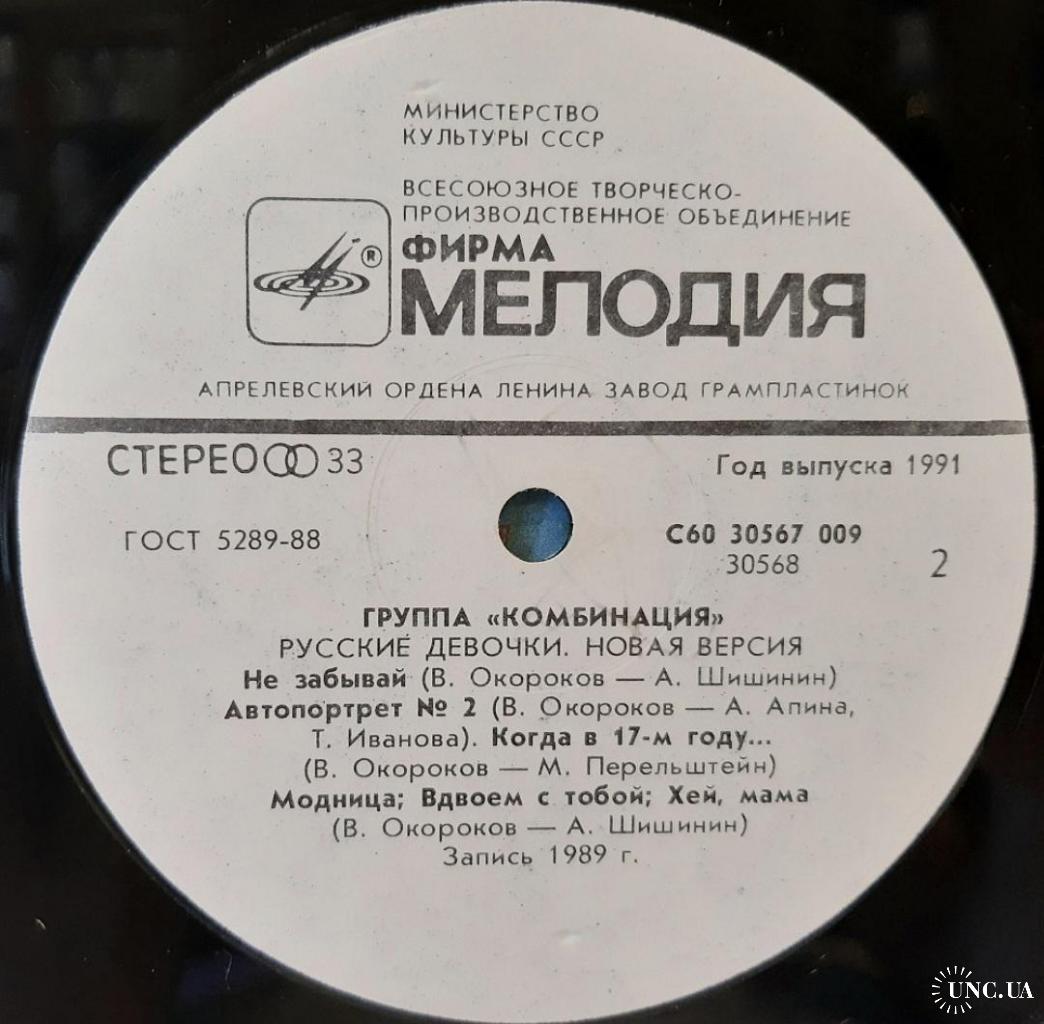 МИНИСТЕРСТВО
КУЛЬТУРЫ СССР
ВСЕСОЮЗНОЕ ТВОРЧЕСКО-
ПРОИЗВОДСТВЕННОЕ ОБЪЕДИНЕНИЕ
®
ФИРМА
МЕЛОДИЯ
АПРЕЛЕВСКИЙ ОРДЕНА ЛЕНИНА ЗАВОД ГРАМПЛАСТИНОК
СТЕРЕО 33
Год выпуска 1991
ГОСТ 5289-88
С60 30567 009
30568
2
ГРУППА «КОМБИНАЦИЯ»
РУССКИЕ ДЕВОЧКИ. НОВАЯ ВЕРСИЯ
Не забывай (В. Окороков — А. Шишинин)
Автопортрет № 2 (В. Окороков — А. Апина,
Т. Иванова). Когда в 17-м году...
(В. Окороков — М. Перельштейн)
Модница; Вдвоем с тобой; Хей, мама
(В. Окороков — А. Шишинин)
Запись 1989 г.
UNC.UA